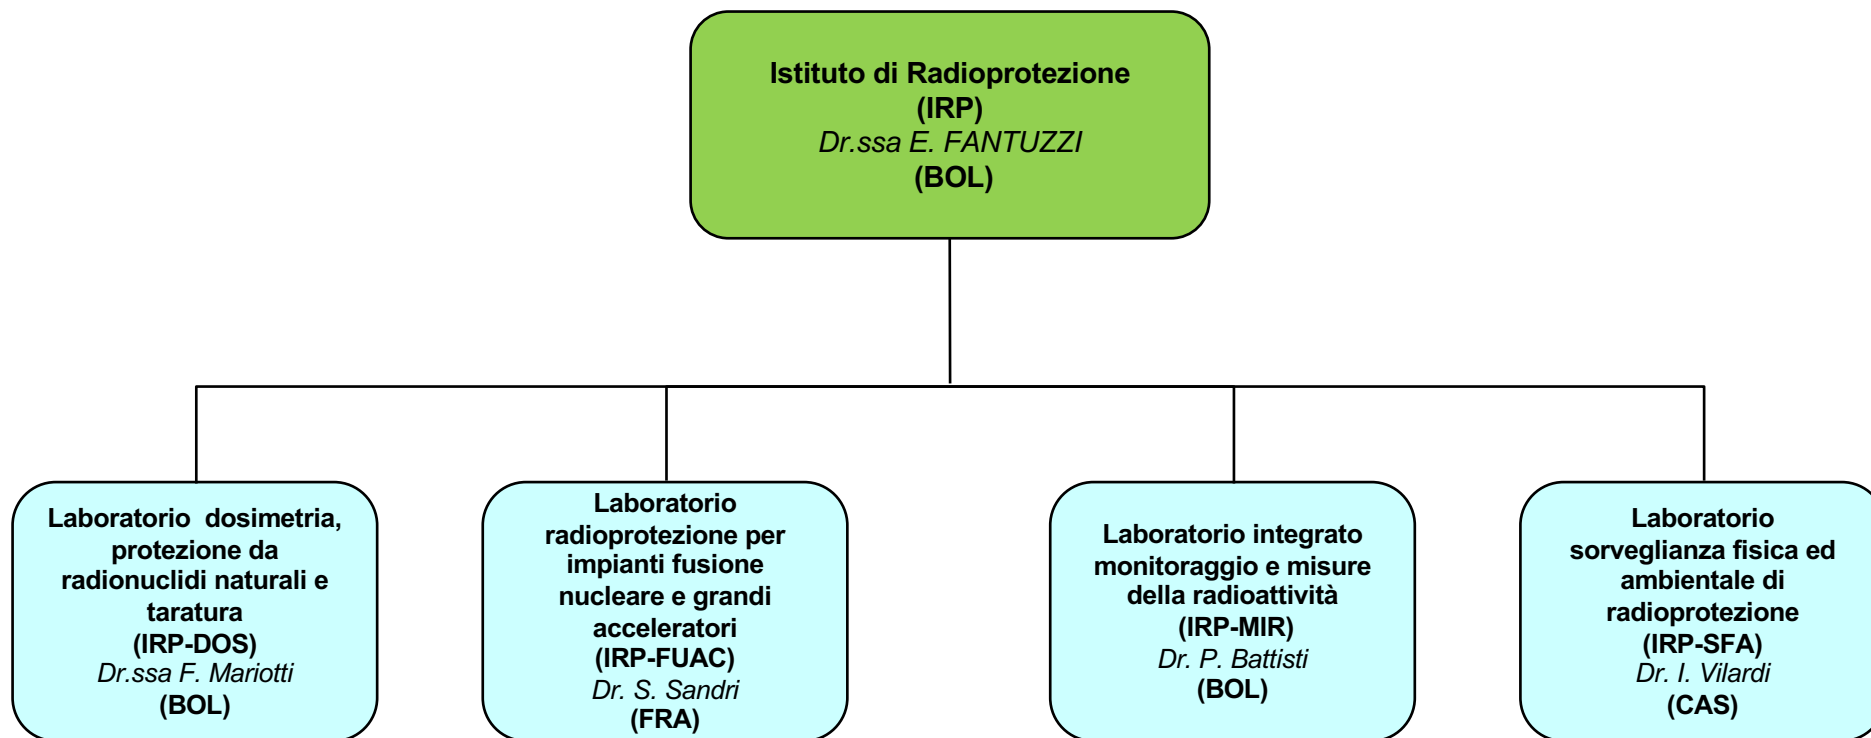 Istituto di Radioprotezione
(IRP)
Dr.ssa E. FANTUZZI
(BOL)
Laboratorio dosimetria,
protezione da
radionuclidi naturali e
taratura
(IRP-DOS)
Dr.ssa F. Mariotti
(BOL)
Laboratorio
radioprotezione per
impianti fusione
nucleare e grandi
acceleratori
(IRP-FUAC)
Dr. S. Sandri
(FRA)
Laboratorio integrato
monitoraggio e misure
della radioattività
(IRP-MIR)
Dr. P. Battisti
(BOL)
Laboratorio
sorveglianza fisica ed
ambientale di
radioprotezione
(IRP-SFA)
Dr. I. Vilardi
(CAS)